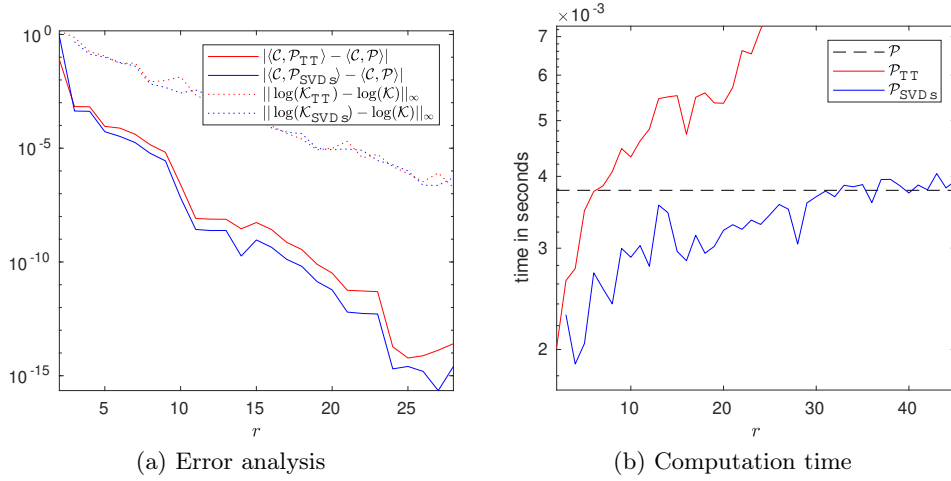 10^0
10^-5
10^-10
10^-15
|⟨C, P_TT⟩ − ⟨C, P⟩|
|⟨C, P_SVDs⟩ − ⟨C, P⟩|
|| log(K_TT) − log(K)||_∞
|| log(K_SVDs) − log(K)||_∞
5 10 15 20 25
r
(a) Error analysis
×10^-3
7
6
5
4
3
2
time in seconds
P
P_TT
P_SVDs
10 20 30 40
r
(b) Computation time